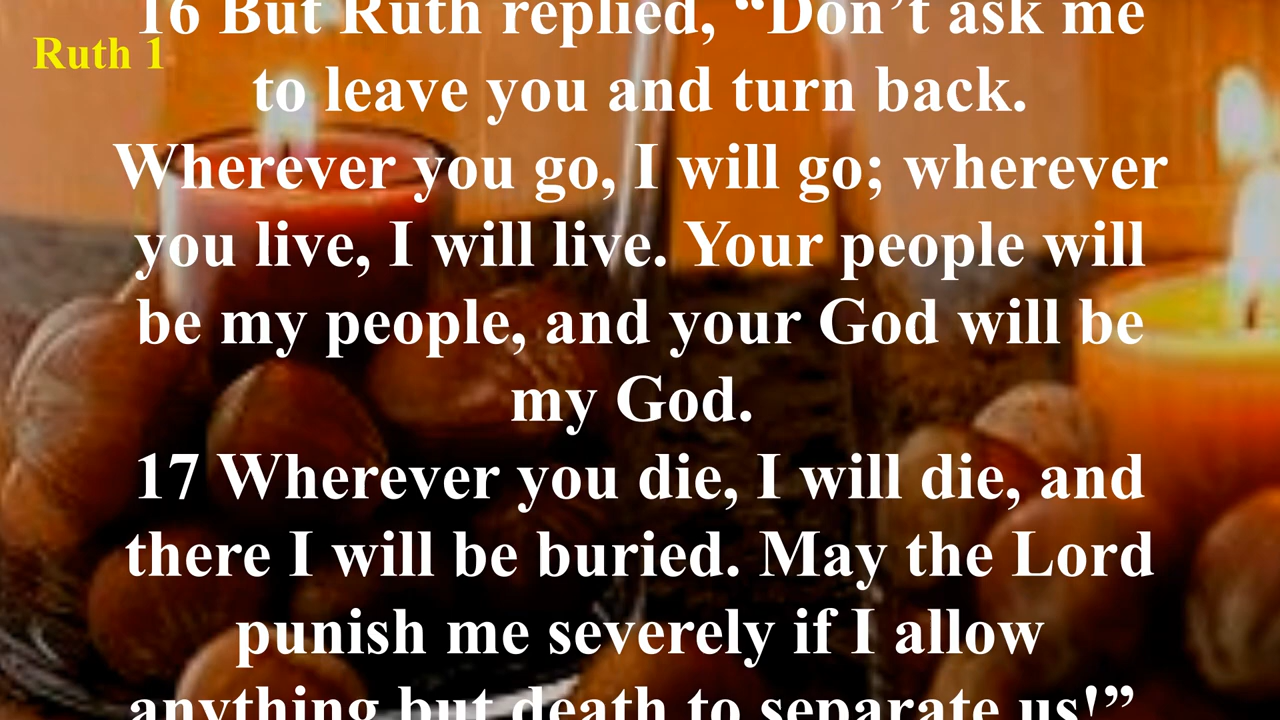 Ruth 1
16 But Ruth replied, “Don’t ask me
to leave you and turn back.
Wherever you go, I will go; wherever
you live, I will live. Your people will
be my people, and your God will be
my God.
17 Wherever you die, I will die, and
there I will be buried. May the Lord
punish me severely if I allow
anything but death to separate us!”